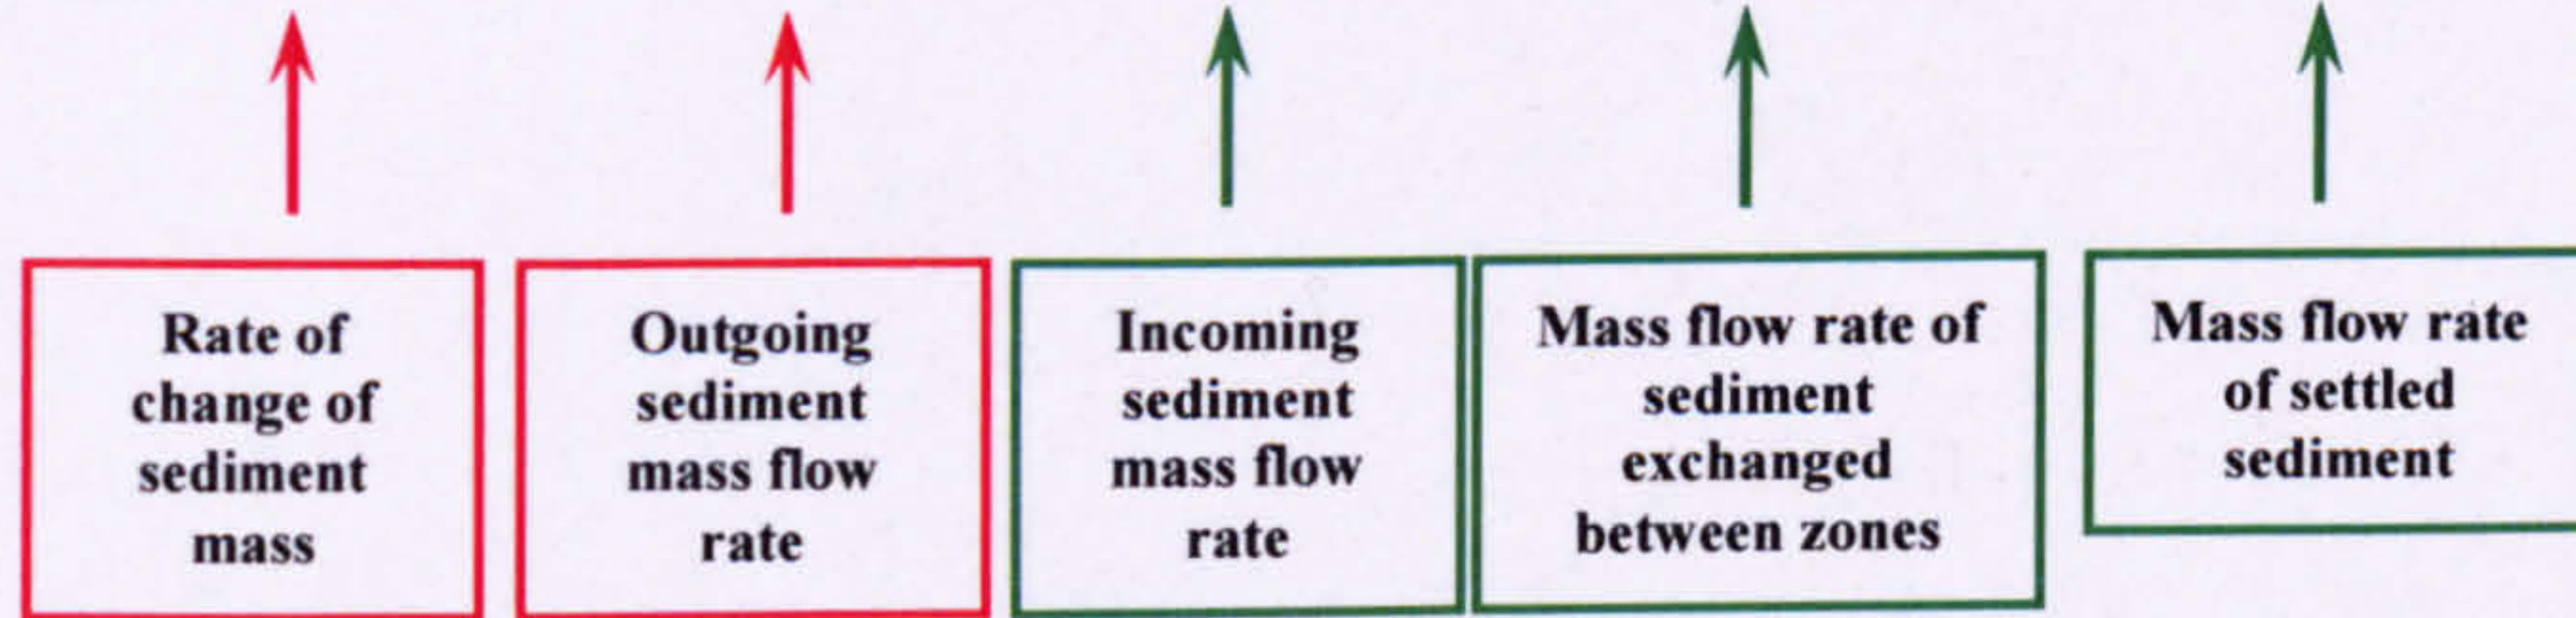 Rate of
change of
sediment
mass
Outgoing
sediment
mass flow
rate
Incoming
sediment
mass flow
rate
Mass flow rate of
sediment
exchanged
between zones
Mass flow rate
of settled
sediment